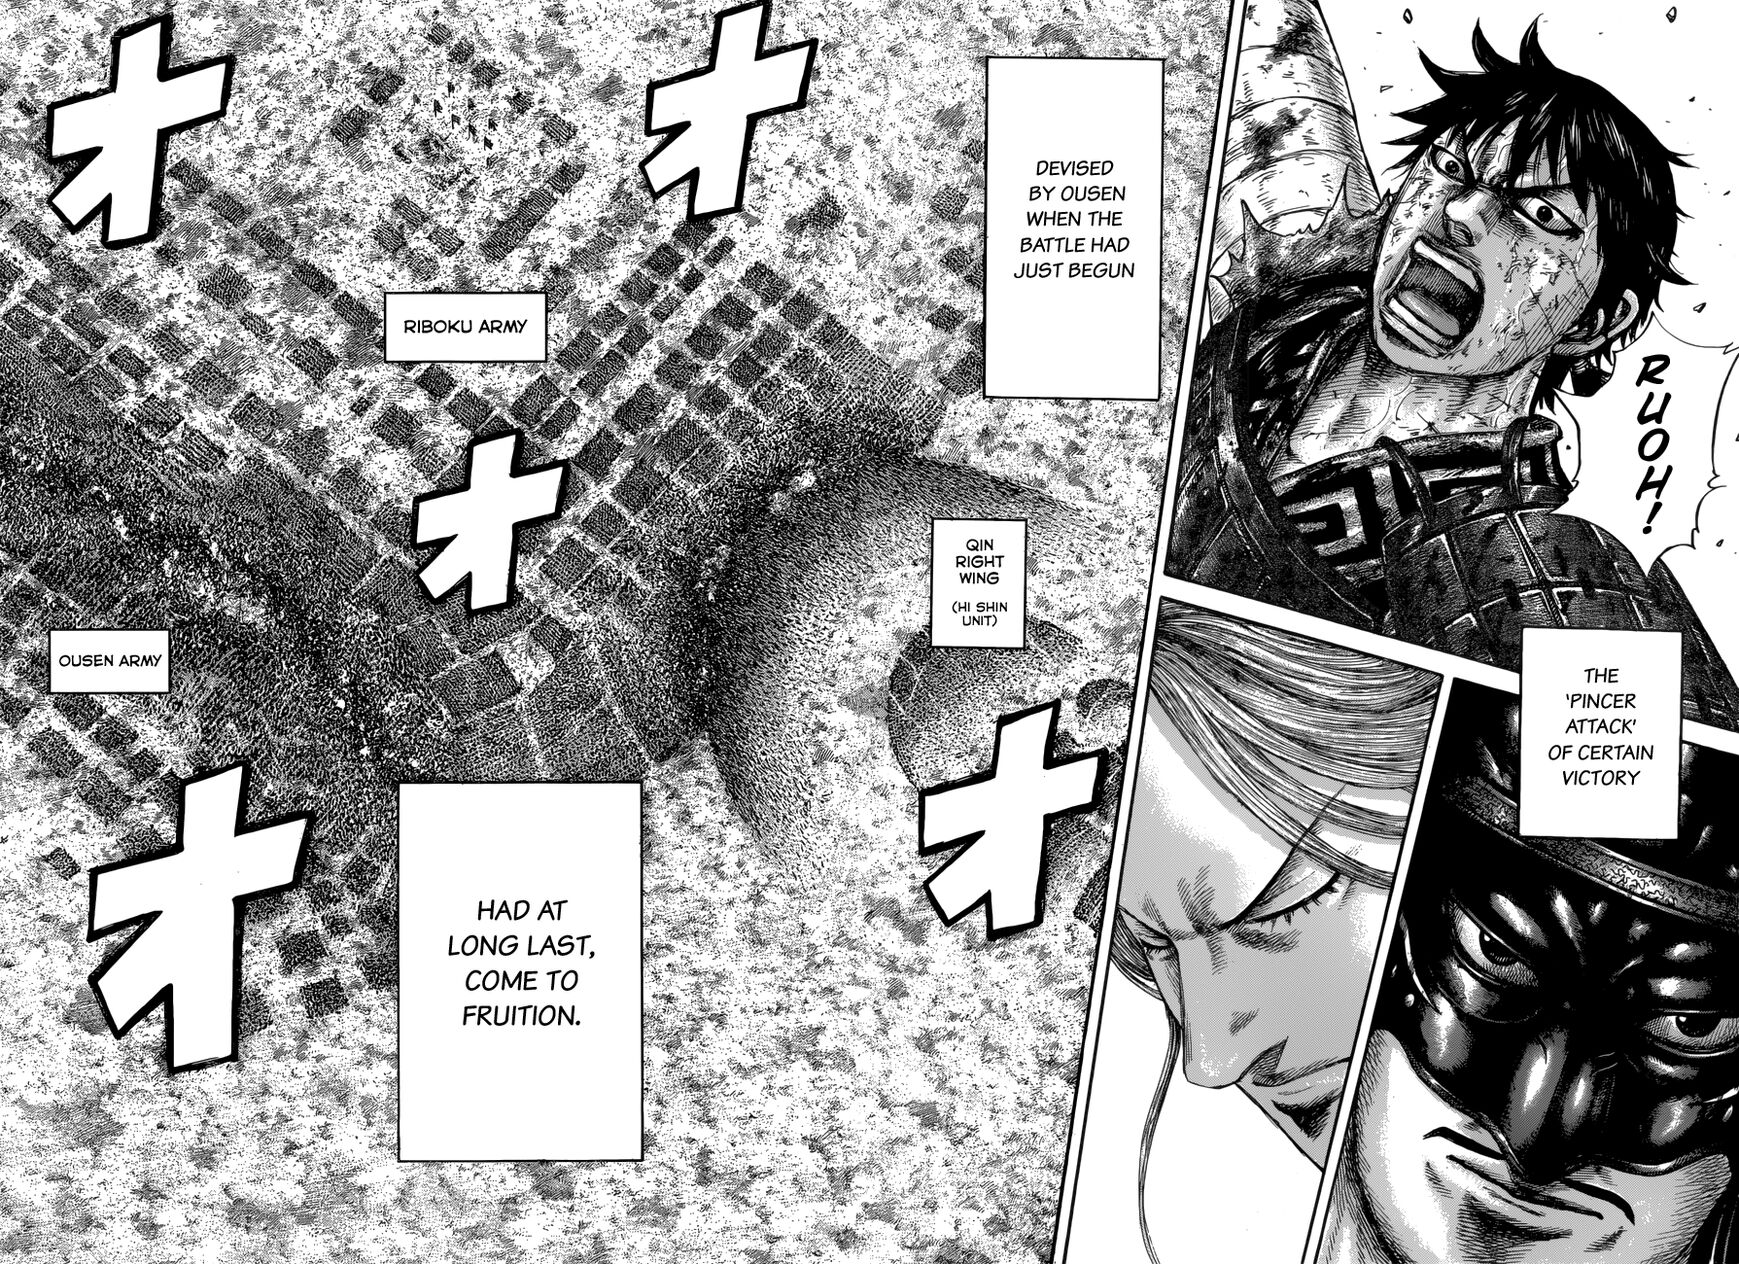 RUOH!
THE
'PINCER
ATTACK'
OF CERTAIN
VICTORY
DEVISED
BY OUSEN
WHEN THE
BATTLE HAD
JUST BEGUN
オ
オ
オ
オ
オ
RIBOKU ARMY
QIN
RIGHT
WING
(HI SHIN
UNIT)
OUSEN ARMY
HAD AT
LONG LAST,
COME TO
FRUITION.